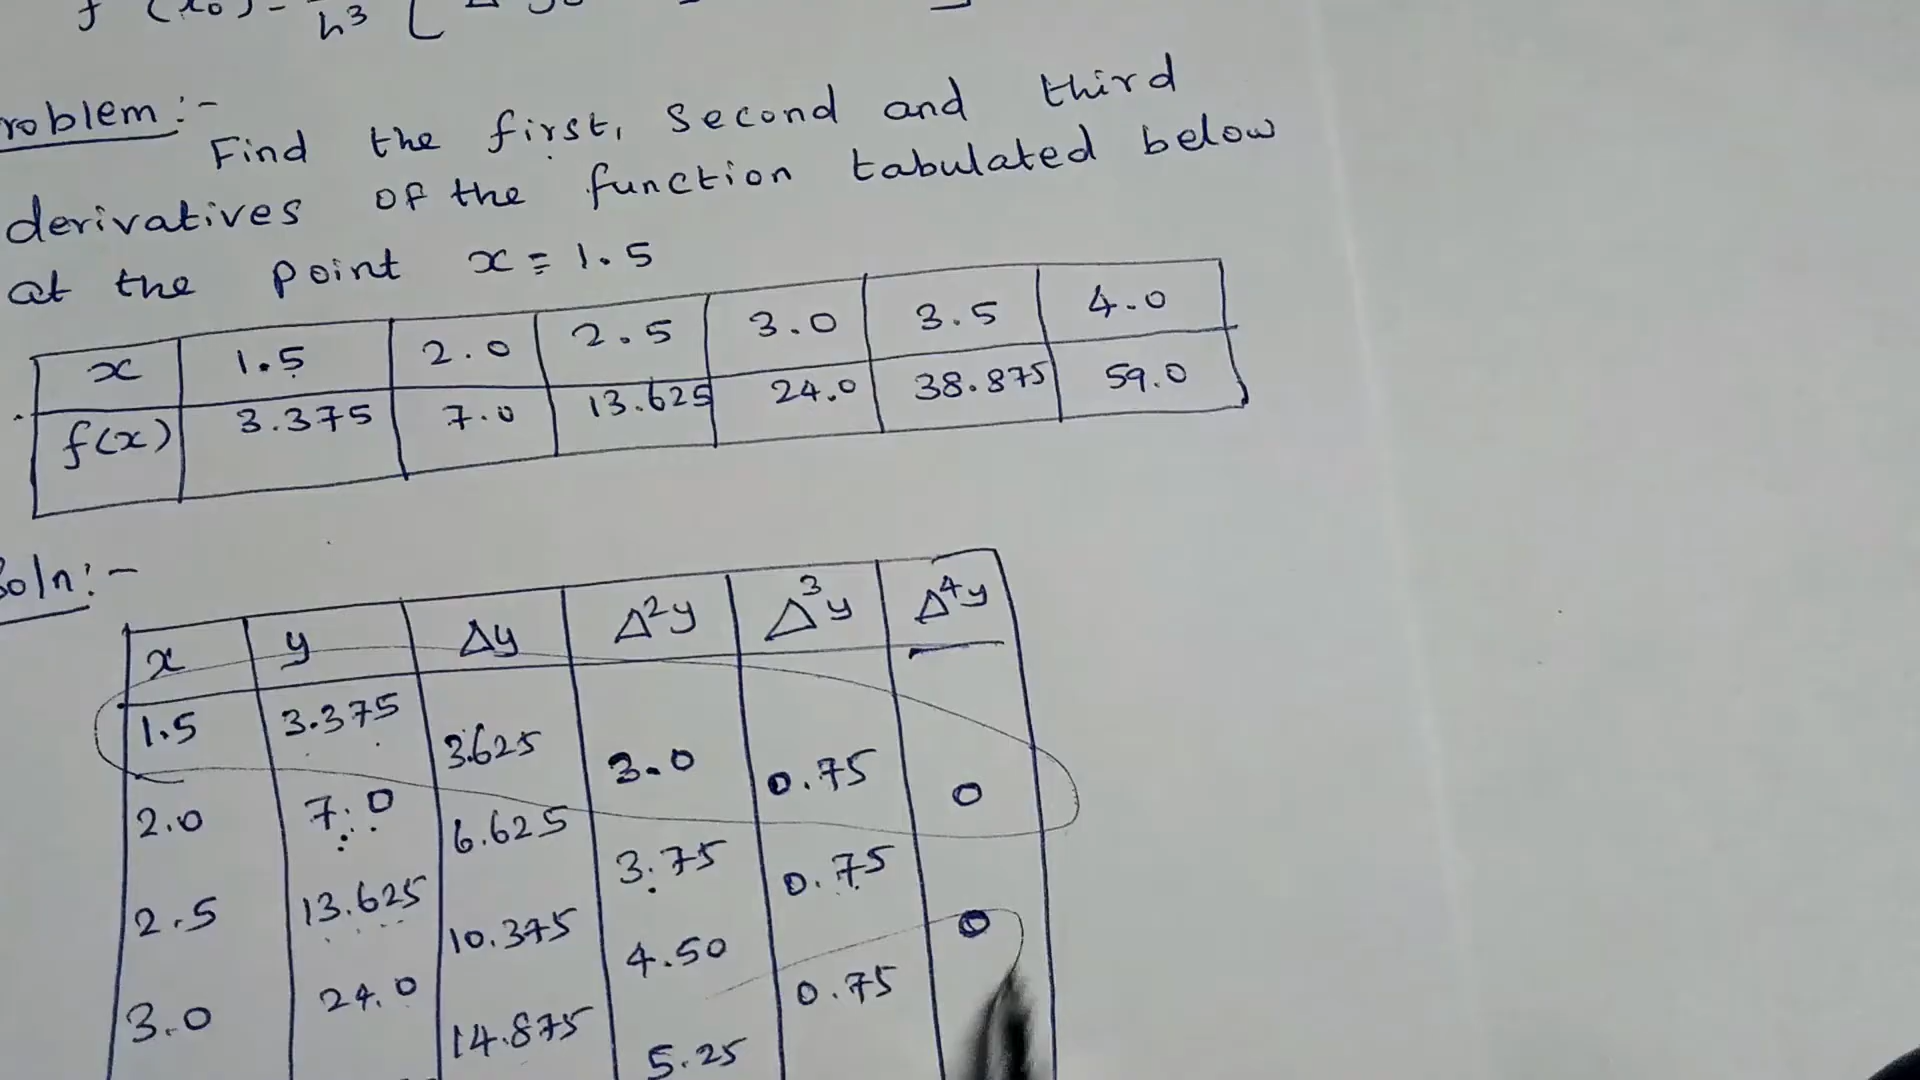 h³ [
roblem :-
Find the first, second and third
derivatives of the function tabulated below
at the point x = 1.5
x 1.5 2.0 2.5 3.0 3.5 4.0
f(x) 3.375 7.0 13.625 24.0 38.875 59.0
Soln:-
x y Δy Δ²y Δ³y Δ⁴y
1.5 3.375
3.625 3.0 0.75 0
2.0 7.0
6.625 3.75 0.75 0
2.5 13.625
10.375 4.50 0.75
3.0 24.0
14.875 5.25